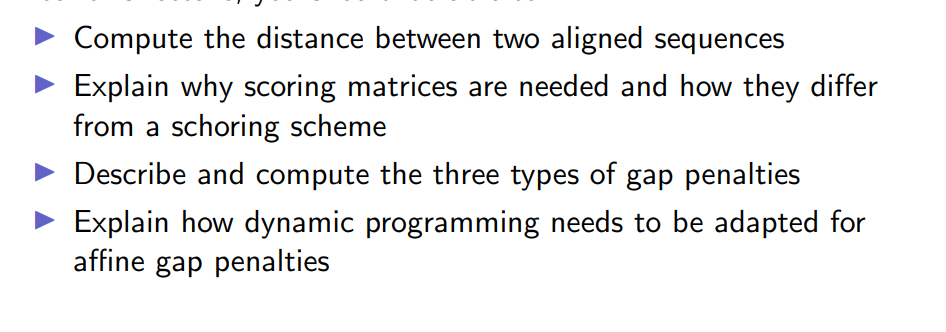 Compute the distance between two aligned sequences
Explain why scoring matrices are needed and how they differ
from a schoring scheme
Describe and compute the three types of gap penalties
Explain how dynamic programming needs to be adapted for
affine gap penalties